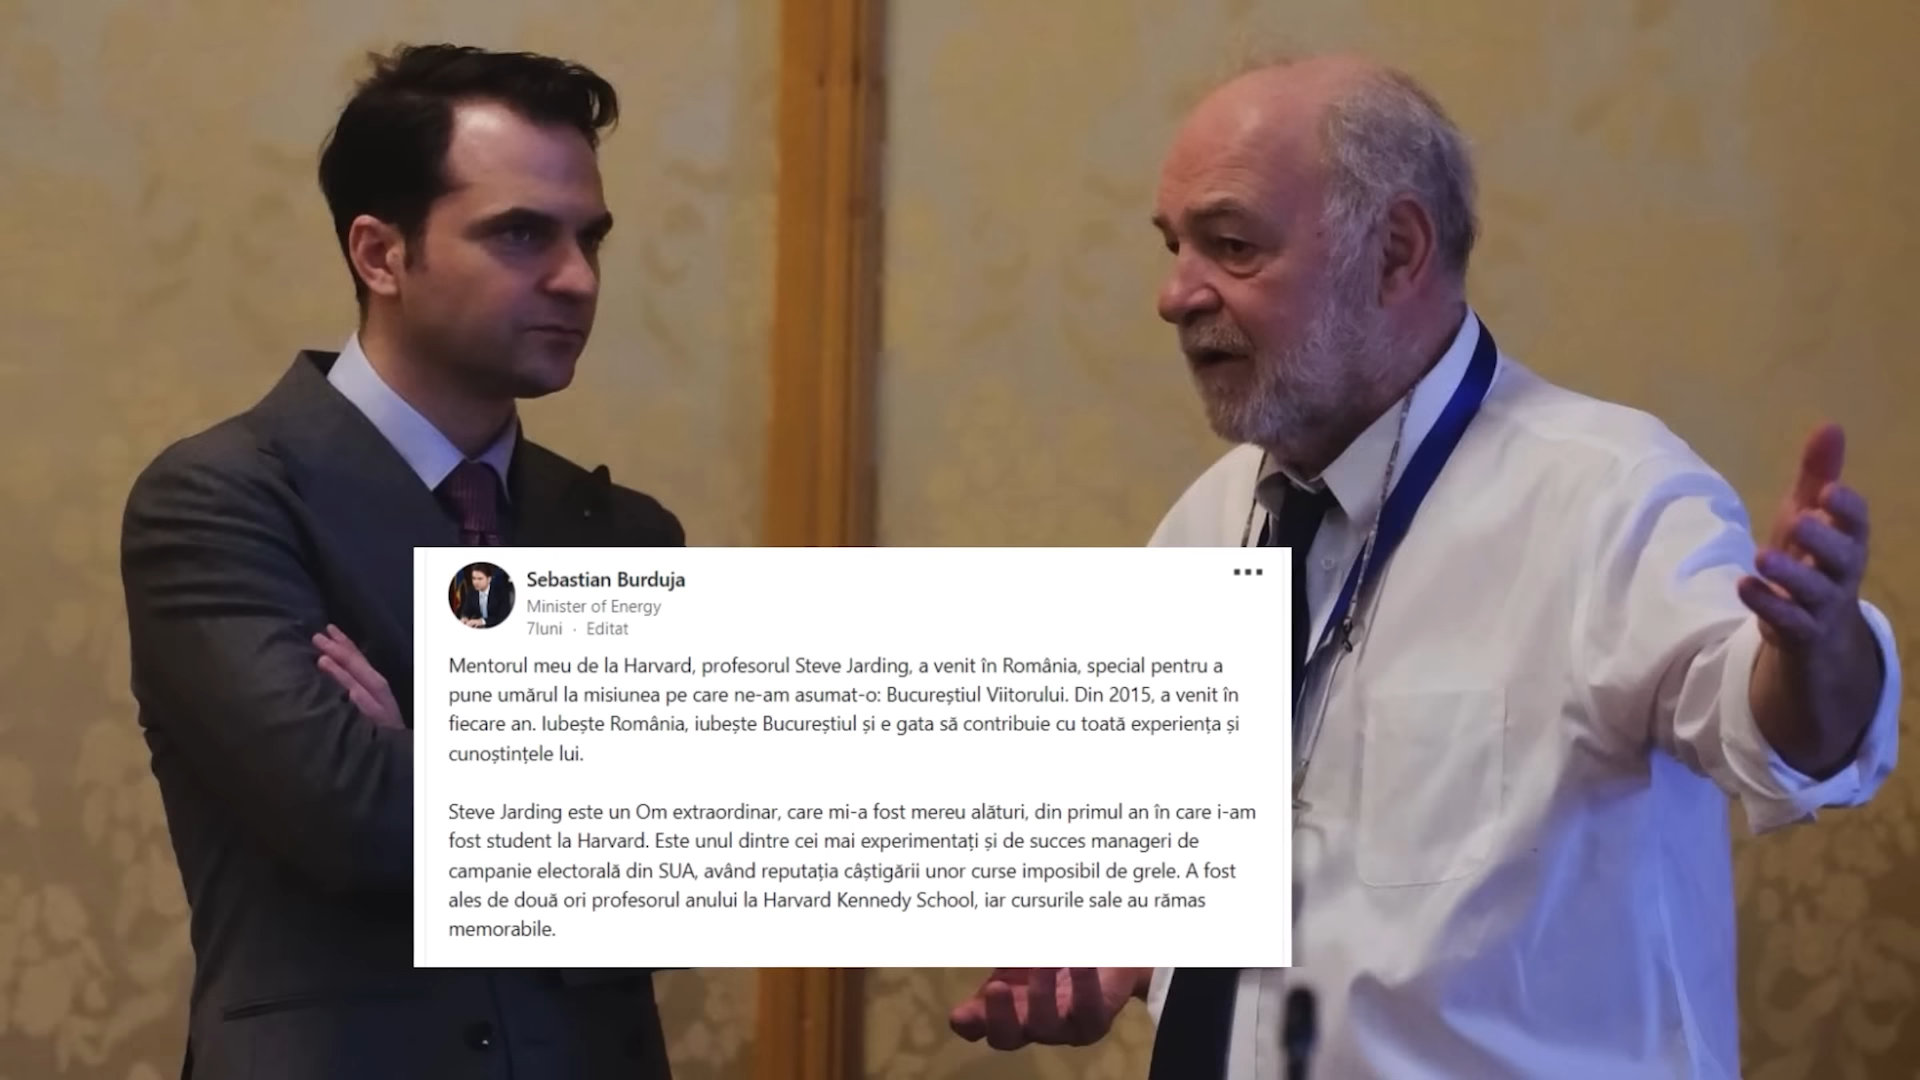 Sebastian Burduja
Minister of Energy
7luni · Editat
Mentorul meu de la Harvard, profesorul Steve Jarding, a venit în România, special pentru a
pune umărul la misiunea pe care ne-am asumat-o: Bucureștiul Viitorului. Din 2015, a venit în
fiecare an. Iubește România, iubește Bucureștiul și e gata să contribuie cu toată experiența și
cunoștințele lui.
Steve Jarding este un Om extraordinar, care mi-a fost mereu alături, din primul an în care i-am
fost student la Harvard. Este unul dintre cei mai experimentați și de succes manageri de
campanie electorală din SUA, având reputația câștigării unor curse imposibil de grele. A fost
ales de două ori profesorul anului la Harvard Kennedy School, iar cursurile sale au rămas
memorabile.